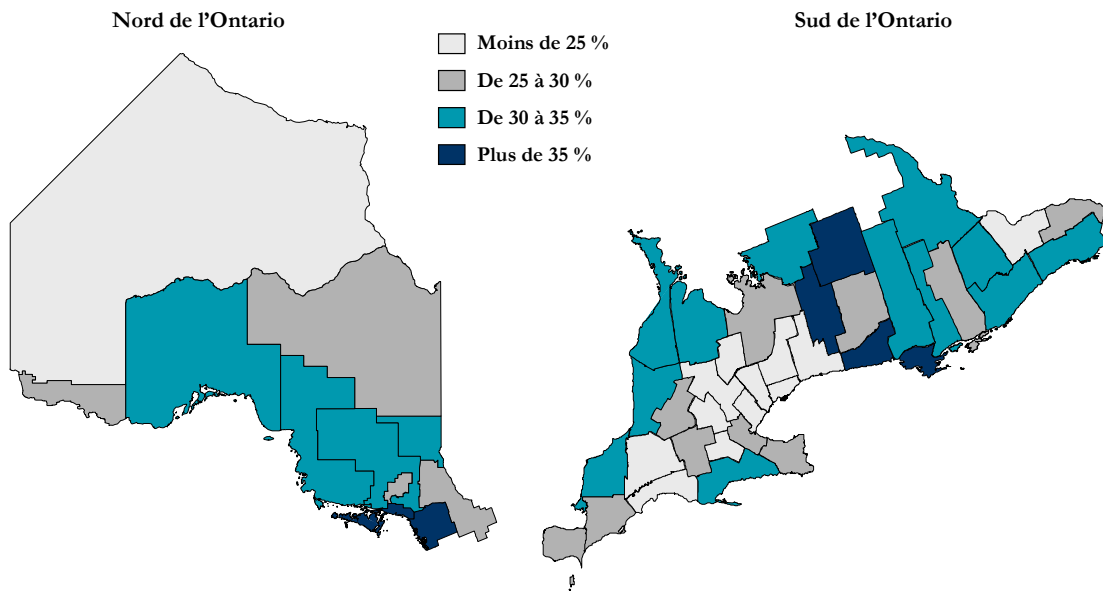 Nord de l’Ontario
Sud de l’Ontario
Moins de 25 %
De 25 à 30 %
De 30 à 35 %
Plus de 35 %